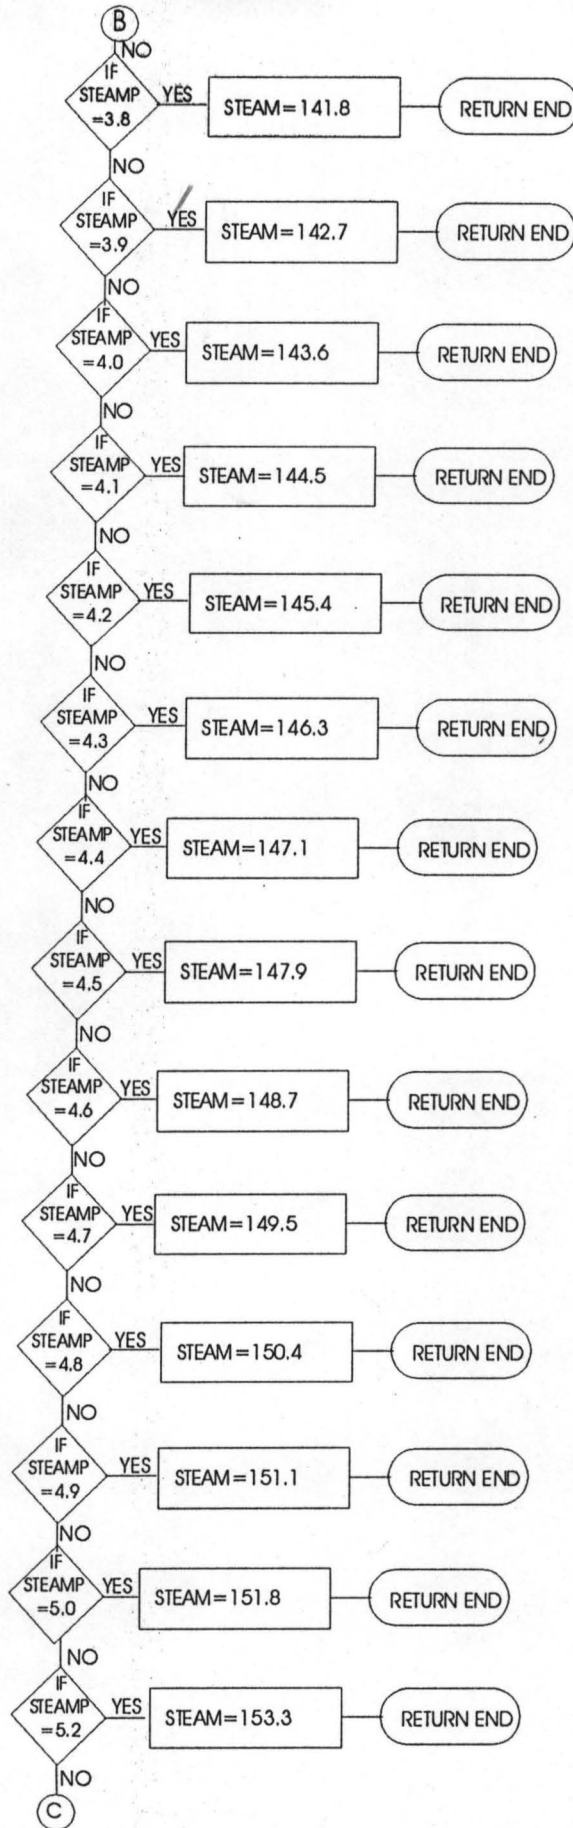 B
NO
IF
STEAMP
=3.8
YES
STEAM=141.8
RETURN END
NO
IF
STEAMP
=3.9
YES
STEAM=142.7
RETURN END
NO
IF
STEAMP
=4.0
YES
STEAM=143.6
RETURN END
NO
IF
STEAMP
=4.1
YES
STEAM=144.5
RETURN END
NO
IF
STEAMP
=4.2
YES
STEAM=145.4
RETURN END
NO
IF
STEAMP
=4.3
YES
STEAM=146.3
RETURN END
NO
IF
STEAMP
=4.4
YES
STEAM=147.1
RETURN END
NO
IF
STEAMP
=4.5
YES
STEAM=147.9
RETURN END
NO
IF
STEAMP
=4.6
YES
STEAM=148.7
RETURN END
NO
IF
STEAMP
=4.7
YES
STEAM=149.5
RETURN END
NO
IF
STEAMP
=4.8
YES
STEAM=150.4
RETURN END
NO
IF
STEAMP
=4.9
YES
STEAM=151.1
RETURN END
NO
IF
STEAMP
=5.0
YES
STEAM=151.8
RETURN END
NO
IF
STEAMP
=5.2
YES
STEAM=153.3
RETURN END
NO
C